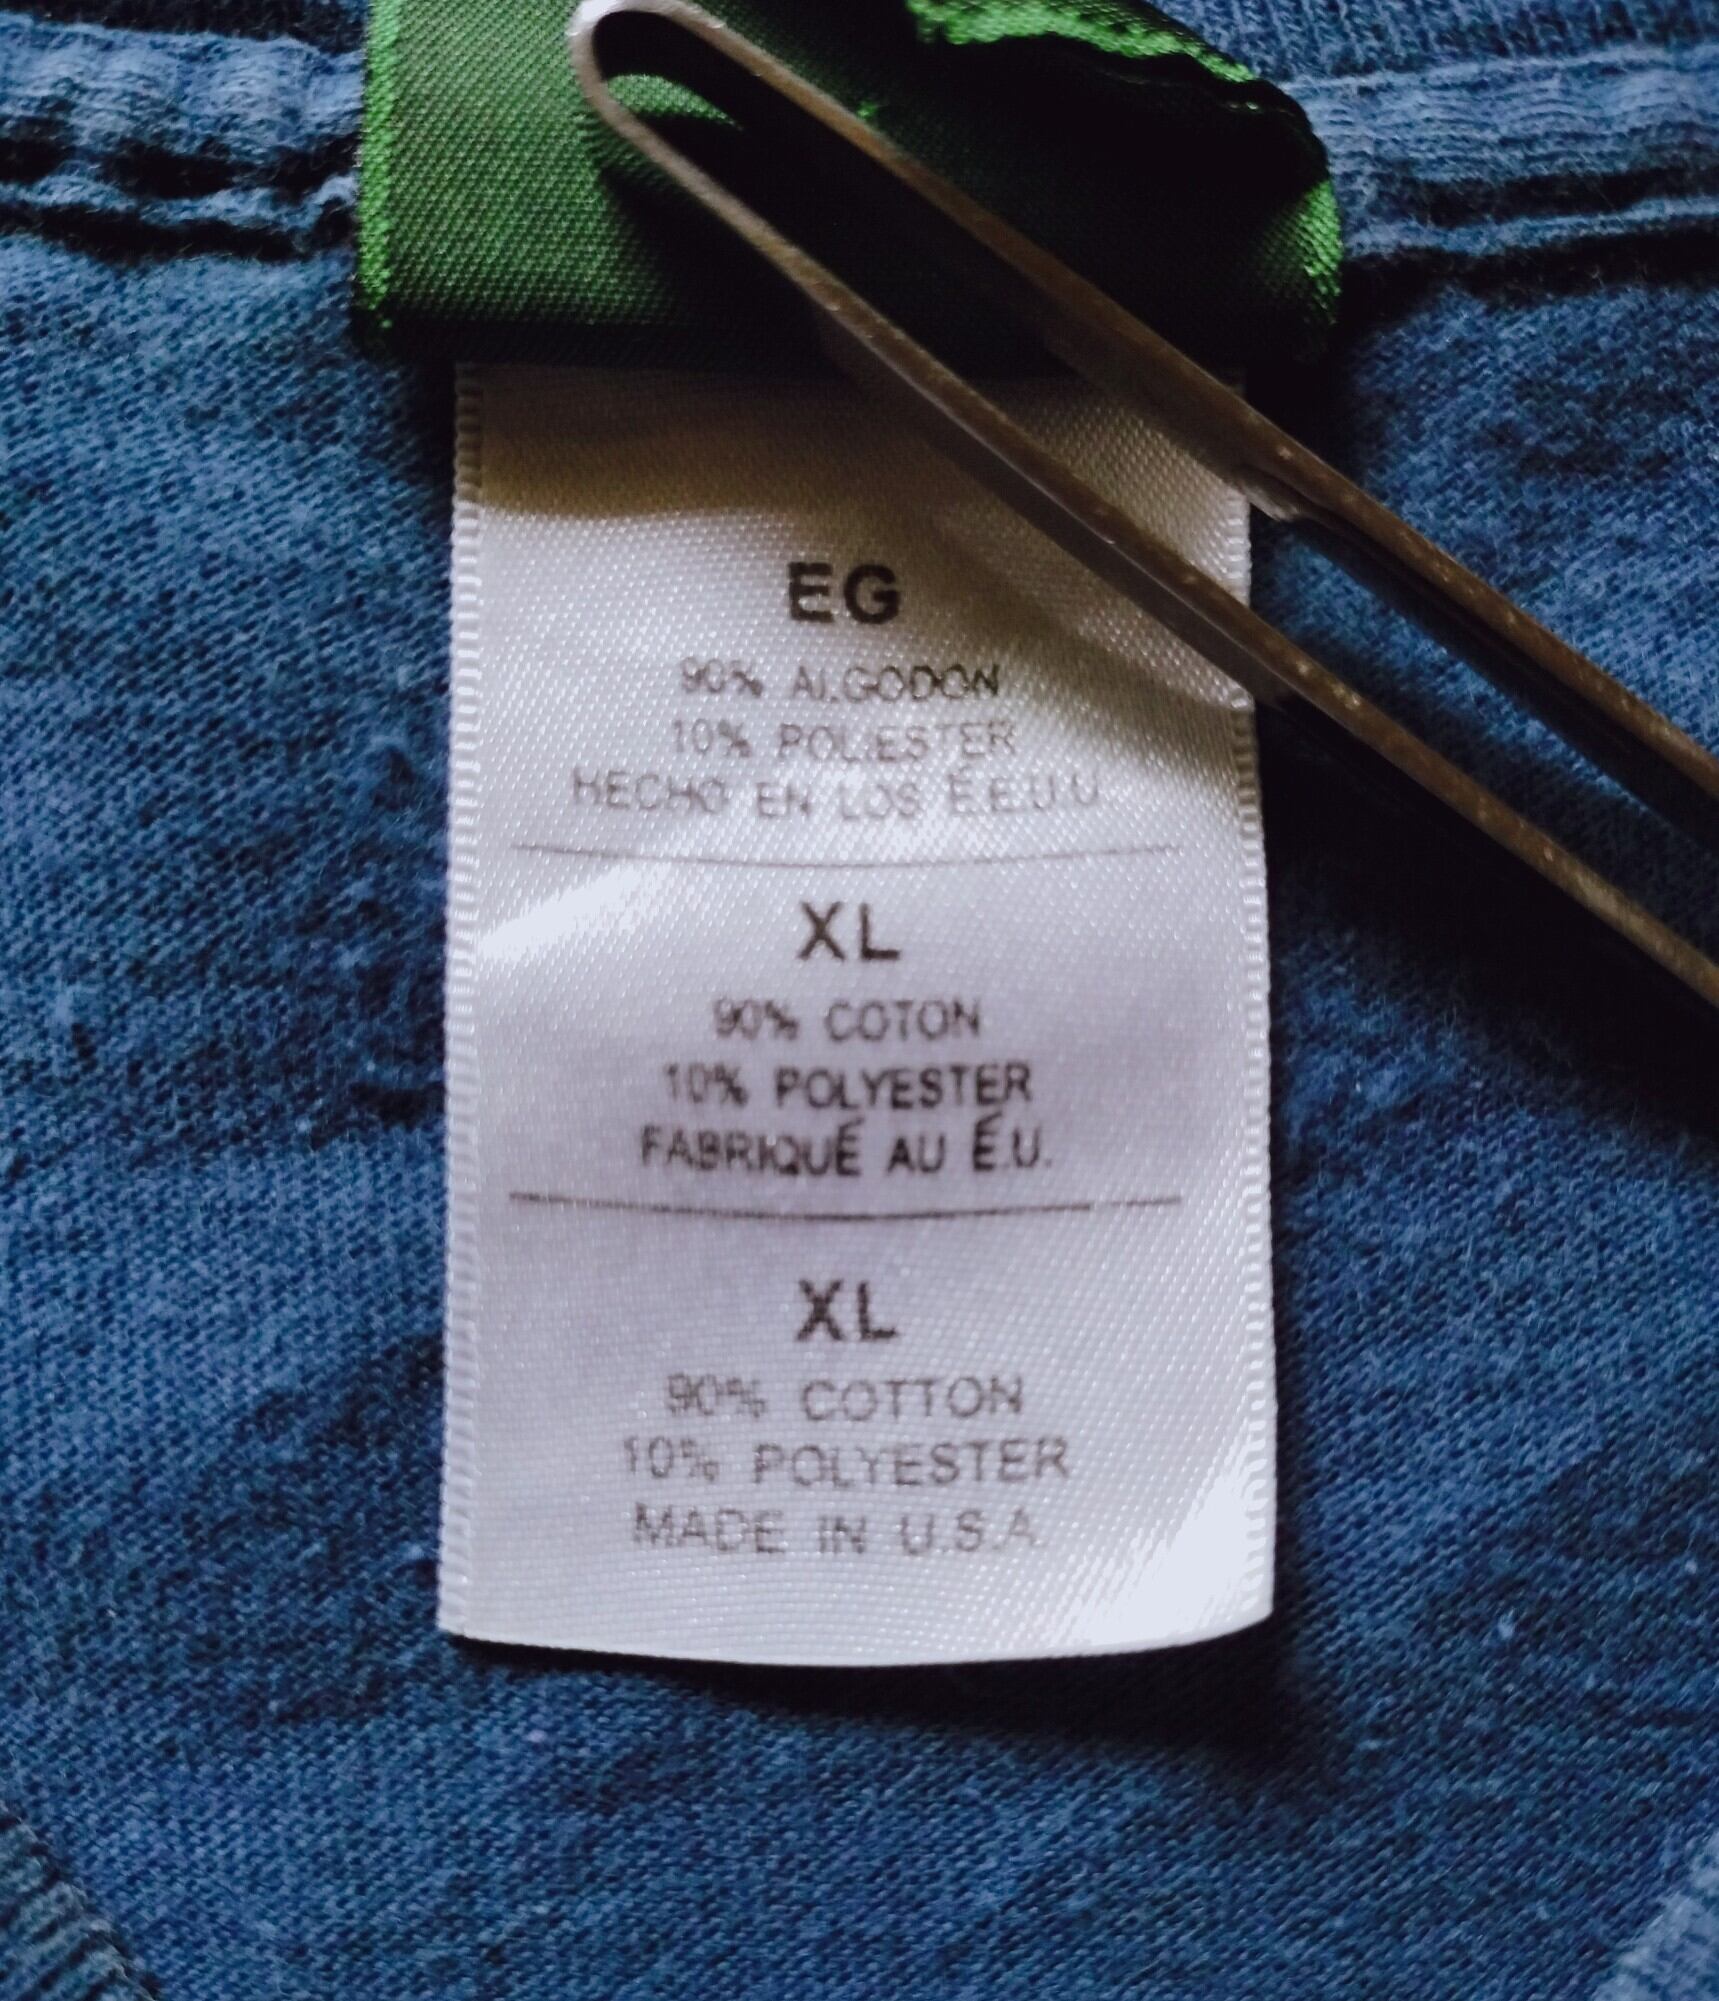 EG
90% ALGODON
10% POLIESTER
HECHO EN LOS É.E.U.U
XL
90% COTON
10% POLYESTER
FABRIQUÉ AU É.U.
XL
90% COTTON
10% POLYESTER
MADE IN U.S.A.